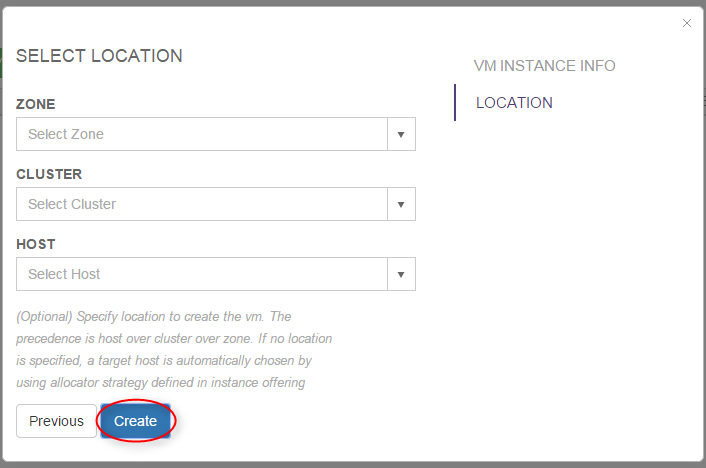 SELECT LOCATION
VM INSTANCE INFO
LOCATION
ZONE
Select Zone
CLUSTER
Select Cluster
HOST
Select Host
(Optional) Specify location to create the vm. The
precedence is host over cluster over zone. If no location
is specified, a target host is automatically chosen by
using allocator strategy defined in instance offering
Previous
Create